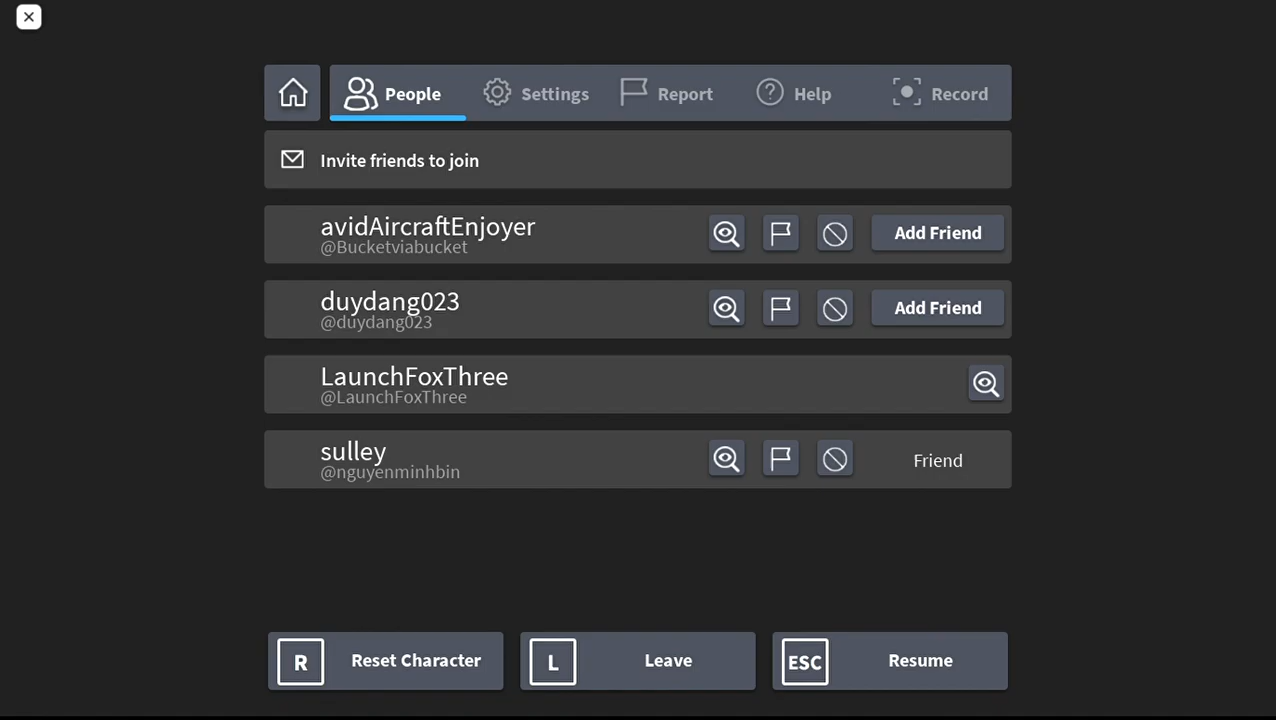 People Settings Report Help Record
Invite friends to join
avidAircraftEnjoyer
@Bucketviabucket
Add Friend
duydang023
@duydang023
Add Friend
LaunchFoxThree
@LaunchFoxThree
sulley
@nguyenminhbin
Friend
R Reset Character L Leave ESC Resume